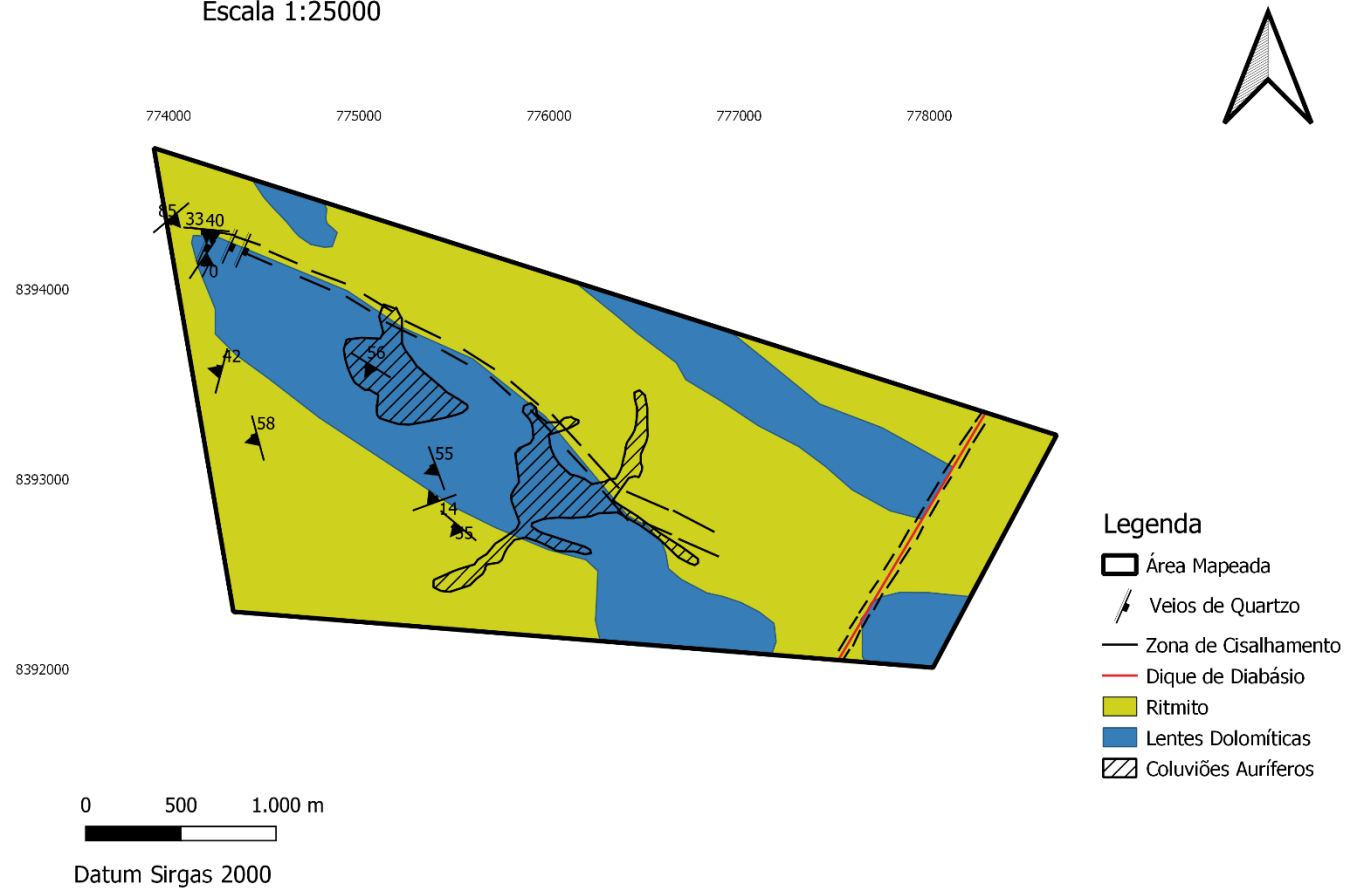 Escala 1:25000
774000 775000 776000 777000 778000
85 33 40
70
8394000
56
42
58
55
8393000
14
55
Legenda
Área Mapeada
Veios de Quartzo
Zona de Cisalhamento
8392000
Dique de Diabásio
Ritmito
Lentes Dolomíticas
Coluviões Auríferos
0 500 1.000 m
Datum Sirgas 2000